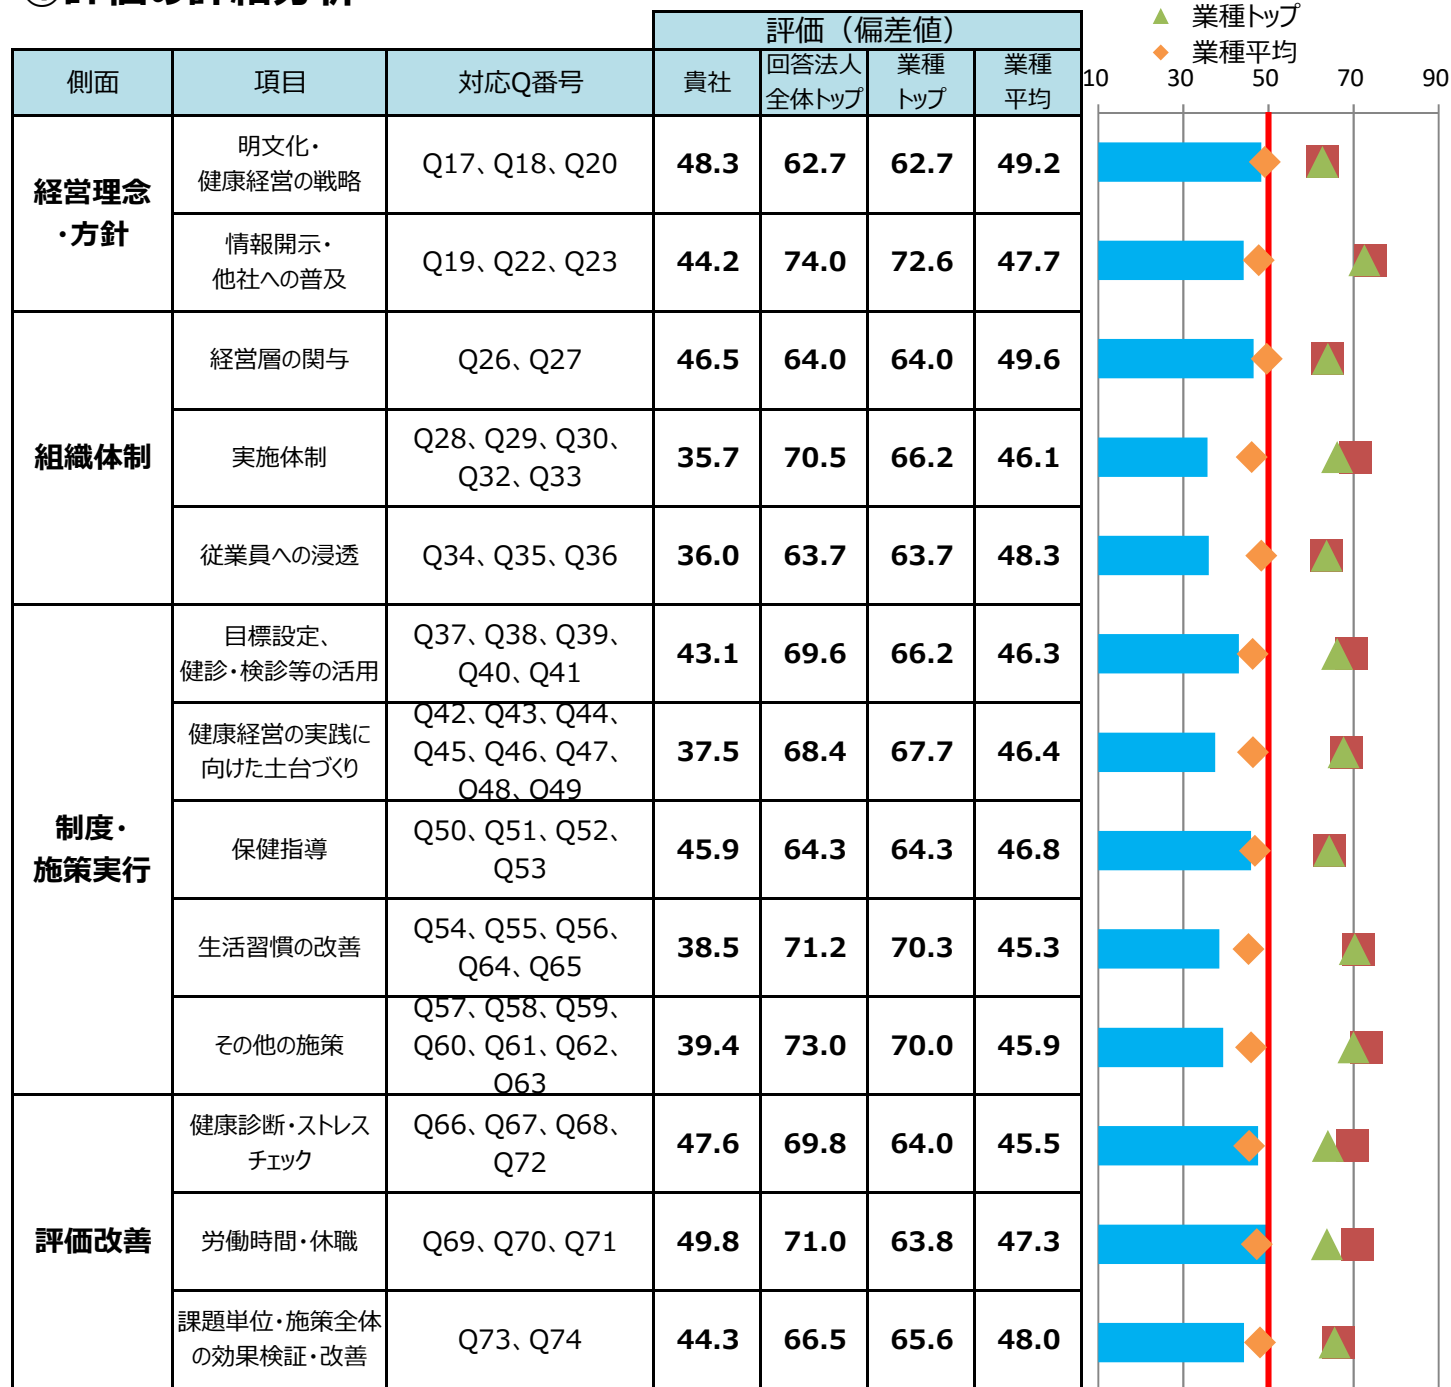 評価（偏差値）
▲ 業種トップ
◆ 業種平均
側面 項目 対応Q番号 貴社 回答法人全体トップ 業種トップ 業種平均
10 30 50 70 90
経営理念
・方針
明文化・
健康経営の戦略
Q17、Q18、Q20
48.3 62.7 62.7 49.2
情報開示・
他社への普及
Q19、Q22、Q23
44.2 74.0 72.6 47.7
組織体制
経営層の関与
Q26、Q27
46.5 64.0 64.0 49.6
実施体制
Q28、Q29、Q30、
Q32、Q33
35.7 70.5 66.2 46.1
従業員への浸透
Q34、Q35、Q36
36.0 63.7 63.7 48.3
制度・
施策実行
目標設定、
健診・検診等の活用
Q37、Q38、Q39、
Q40、Q41
43.1 69.6 66.2 46.3
健康経営の実践に
向けた土台づくり
Q42、Q43、Q44、
Q45、Q46、Q47、
Q48、Q49
37.5 68.4 67.7 46.4
保健指導
Q50、Q51、Q52、
Q53
45.9 64.3 64.3 46.8
生活習慣の改善
Q54、Q55、Q56、
Q64、Q65
38.5 71.2 70.3 45.3
その他の施策
Q57、Q58、Q59、
Q60、Q61、Q62、
Q63
39.4 73.0 70.0 45.9
評価改善
健康診断・ストレス
チェック
Q66、Q67、Q68、
Q72
47.6 69.8 64.0 45.5
労働時間・休職
Q69、Q70、Q71
49.8 71.0 63.8 47.3
課題単位・施策全体
の効果検証・改善
Q73、Q74
44.3 66.5 65.6 48.0